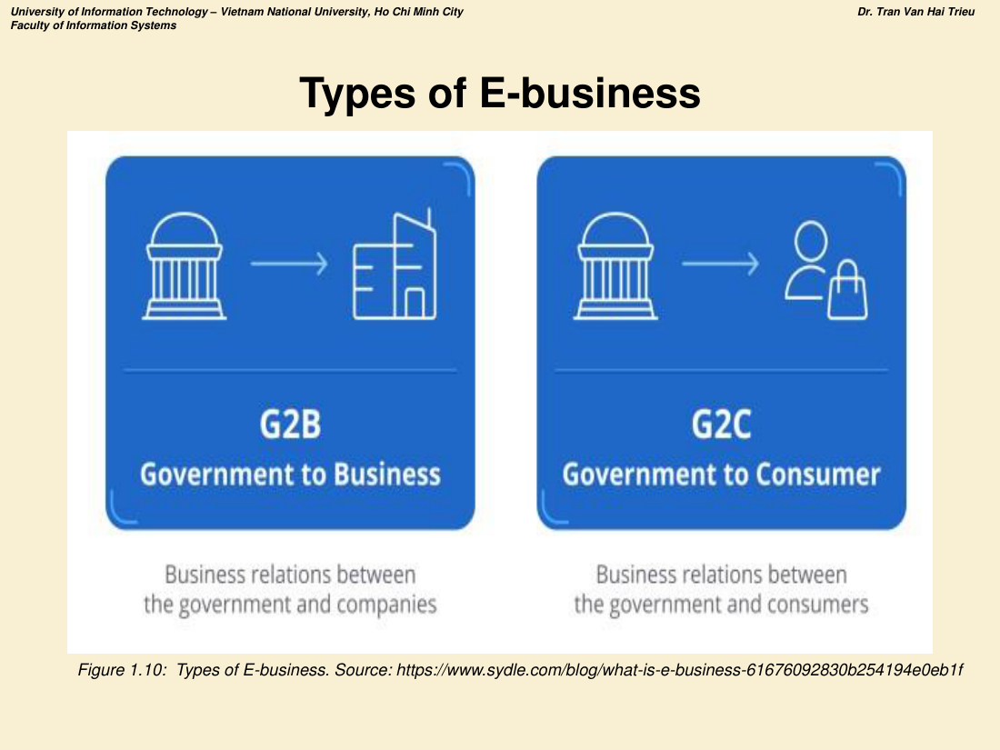 University of Information Technology – Vietnam National University, Ho Chi Minh City
Faculty of Information Systems
Dr. Tran Van Hai Trieu
Types of E-business
G2B
Government to Business
Business relations between
the government and companies
G2C
Government to Consumer
Business relations between
the government and consumers
Figure 1.10: Types of E-business. Source: https://www.sydle.com/blog/what-is-e-business-61676092830b254194e0eb1f